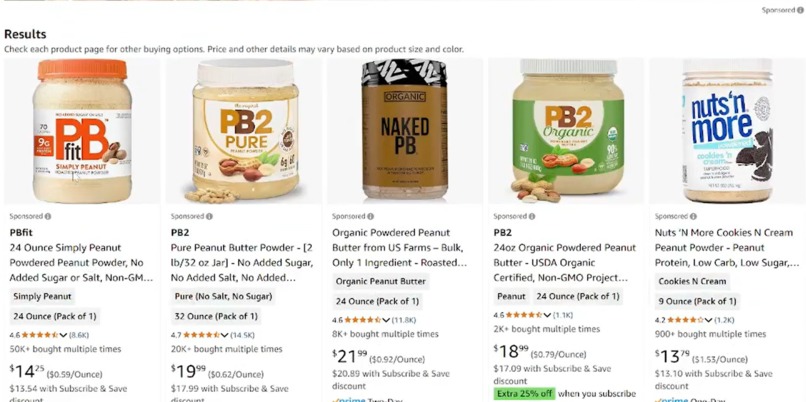 Sponsored
Results
Check each product page for other buying options. Price and other details may vary based on product size and color.
70
PB
fit
9g
SIMPLY PEANUT
PB2
PURE
6g
ORGANIC
NAKED
PB
PB2
Organic
90%
nuts 'n
more
cookies 'n
cream
Sponsored
PBfit
24 Ounce Simply Peanut
Powdered Peanut Powder, No
Added Sugar or Salt, Non-GM...
Simply Peanut
24 Ounce (Pack of 1)
4.6 (8.6K)
50K+ bought multiple times
$14 25 ($0.59/Ounce)
$13.54 with Subscribe & Save
discount
Sponsored
PB2
Pure Peanut Butter Powder - [2
lb/32 oz Jar] - No Added Sugar,
No Added Salt, No Added...
Pure (No Salt, No Sugar)
32 Ounce (Pack of 1)
4.7 (14.5K)
20K+ bought multiple times
$19 99 ($0.62/Ounce)
$17.99 with Subscribe & Save
discount
Sponsored
Organic Powdered Peanut
Butter from US Farms – Bulk,
Only 1 Ingredient - Roasted...
Organic Peanut Butter
24 Ounce (Pack of 1)
4.6 (11.8K)
8K+ bought multiple times
$21 99 ($0.92/Ounce)
$20.89 with Subscribe & Save
discount
prime Two-Day
Sponsored
PB2
24oz Organic Powdered Peanut
Butter - USDA Organic
Certified, Non-GMO Project...
Peanut
24 Ounce (Pack of 1)
4.6 (1.1K)
2K+ bought multiple times
$18 99 ($0.79/Ounce)
$17.09 with Subscribe & Save
discount
Extra 25% off when you subscribe
Sponsored
Nuts 'N More Cookies N Cream
Peanut Powder - Peanut
Protein, Low Carb, Low Sugar,...
Cookies N Cream
9 Ounce (Pack of 1)
4.2 (1.2K)
900+ bought multiple times
$13 79 ($1.53/Ounce)
$13.10 with Subscribe & Save
discount
prime One-Day